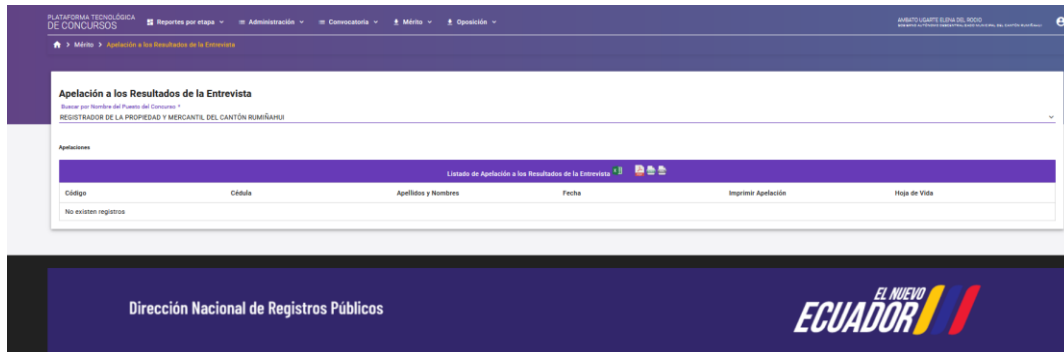 PLATAFORMA TECNOLÓGICA
DE CONCURSOS
Reportes por etapa
Administración
Convocatoria
Mérito
Oposición
AMBATO UGARTE ELENA DEL ROCIO
Mérito > Apelación a los Resultados de la Entrevista
Apelación a los Resultados de la Entrevista
Buscar por Nombre del Puesto del Concurso *
REGISTRADOR DE LA PROPIEDAD Y MERCANTIL DEL CANTÓN RUMIÑAHUI
Apelaciones
Listado de Apelación a los Resultados de la Entrevista
Código Cédula Apellidos y Nombres Fecha Imprimir Apelación Hoja de Vida
No existen registros
Dirección Nacional de Registros Públicos
EL NUEVO
ECUADOR